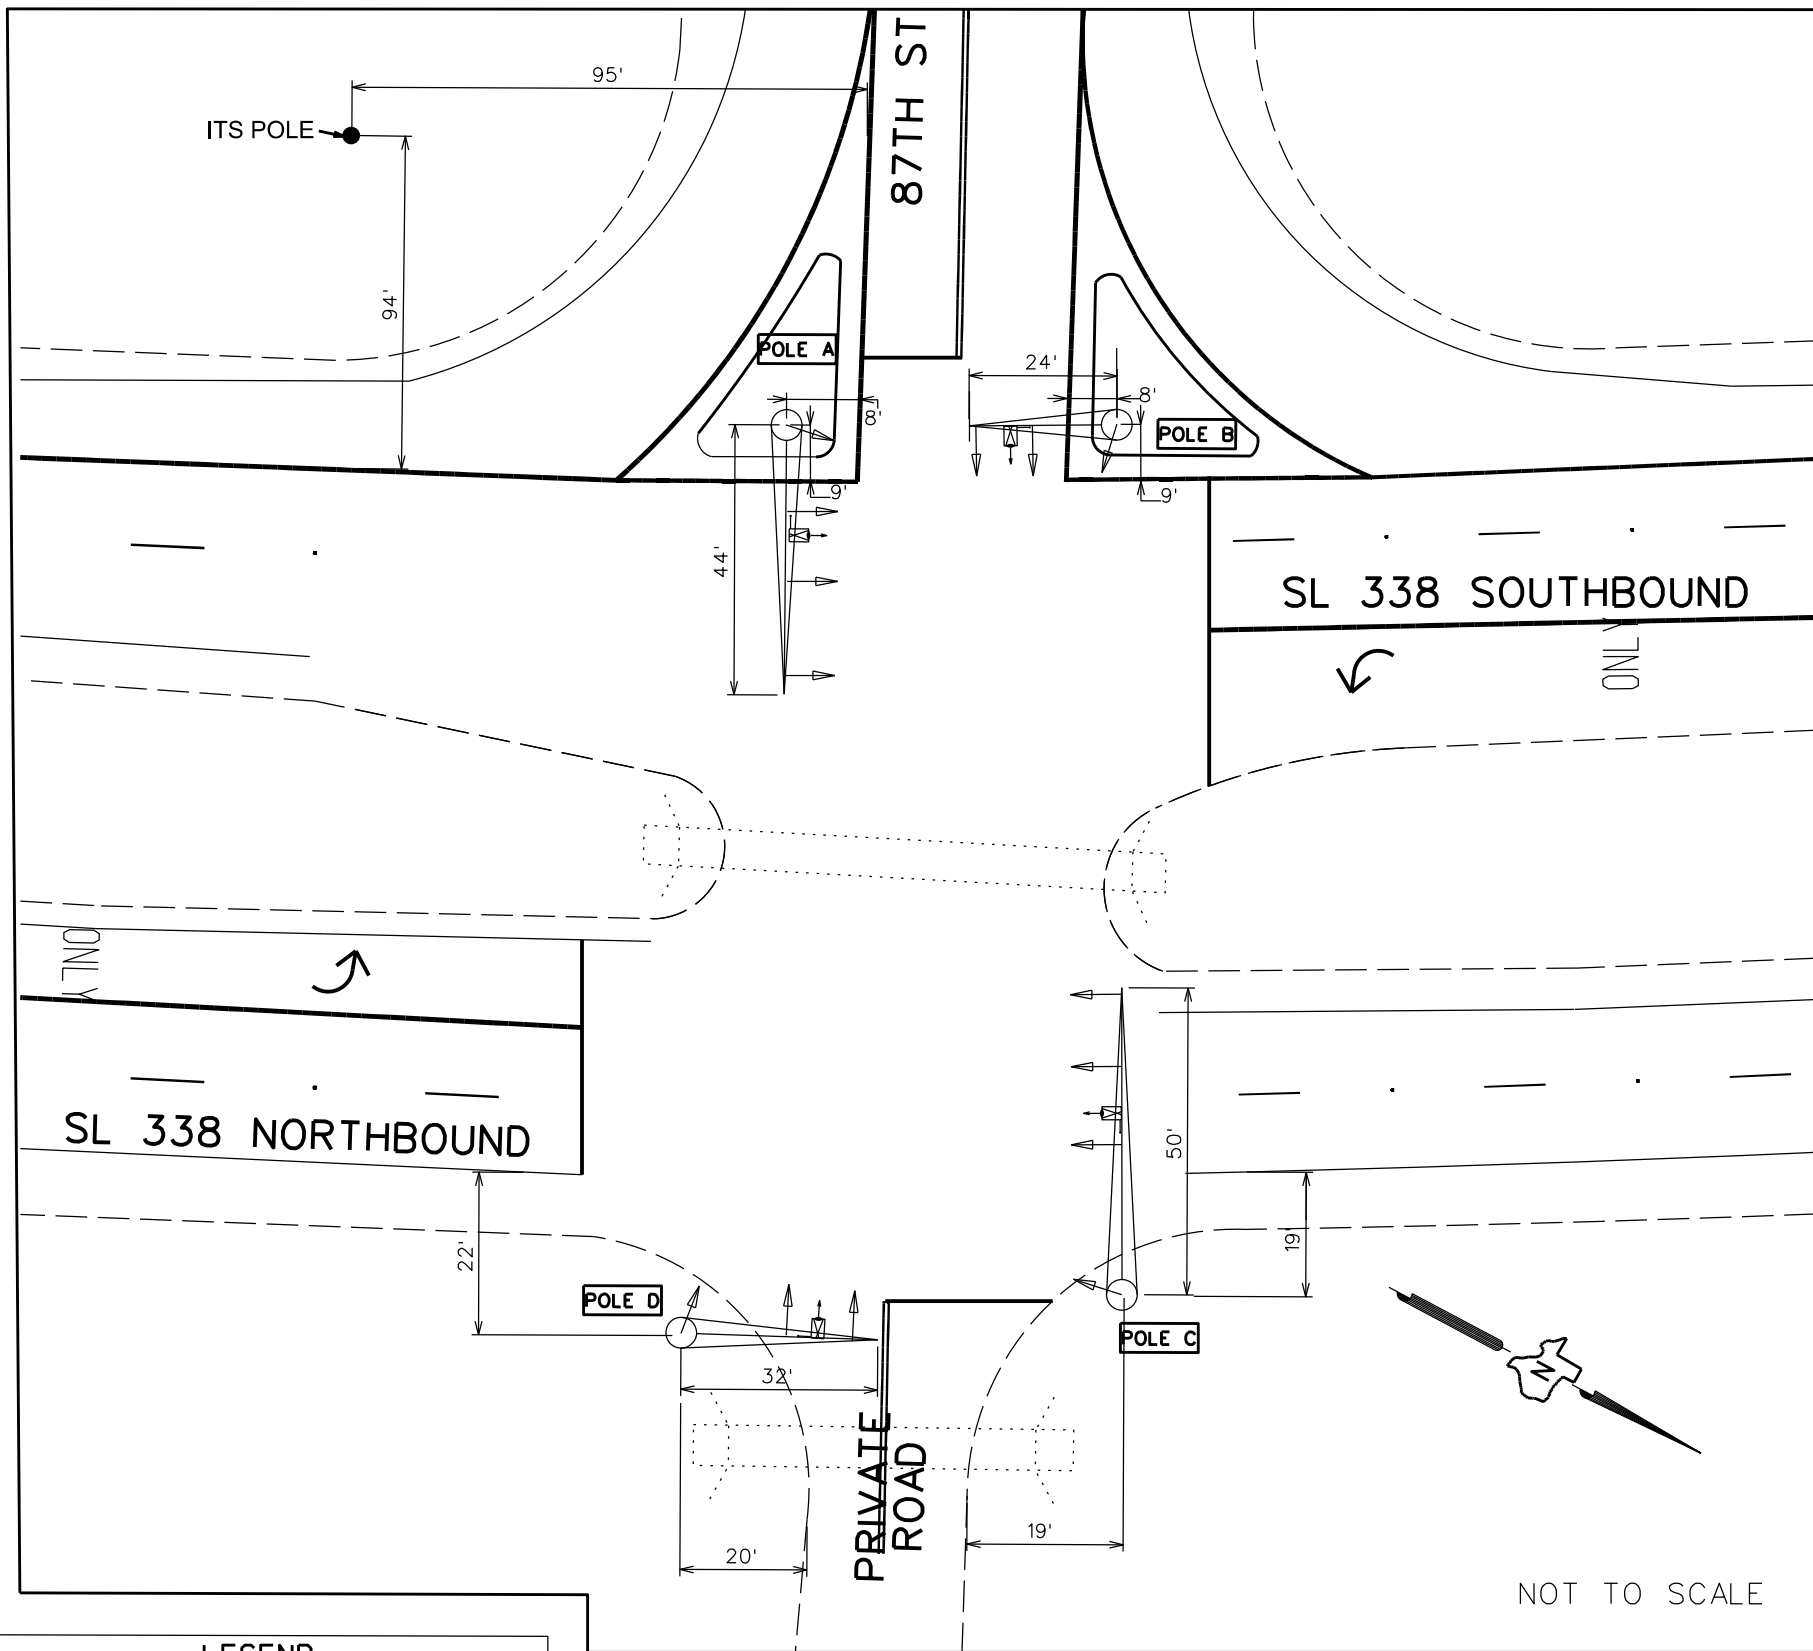 95'
87TH ST
ITS POLE
94'
POLE A
24'
8'
8'
POLE B
9'
9'
44'
SL 338 SOUTHBOUND
ONLY
ONLY
SL 338 NORTHBOUND
50'
22'
19'
POLE D
POLE C
32'
N
PRIVATE
ROAD
19'
20'
NOT TO SCALE